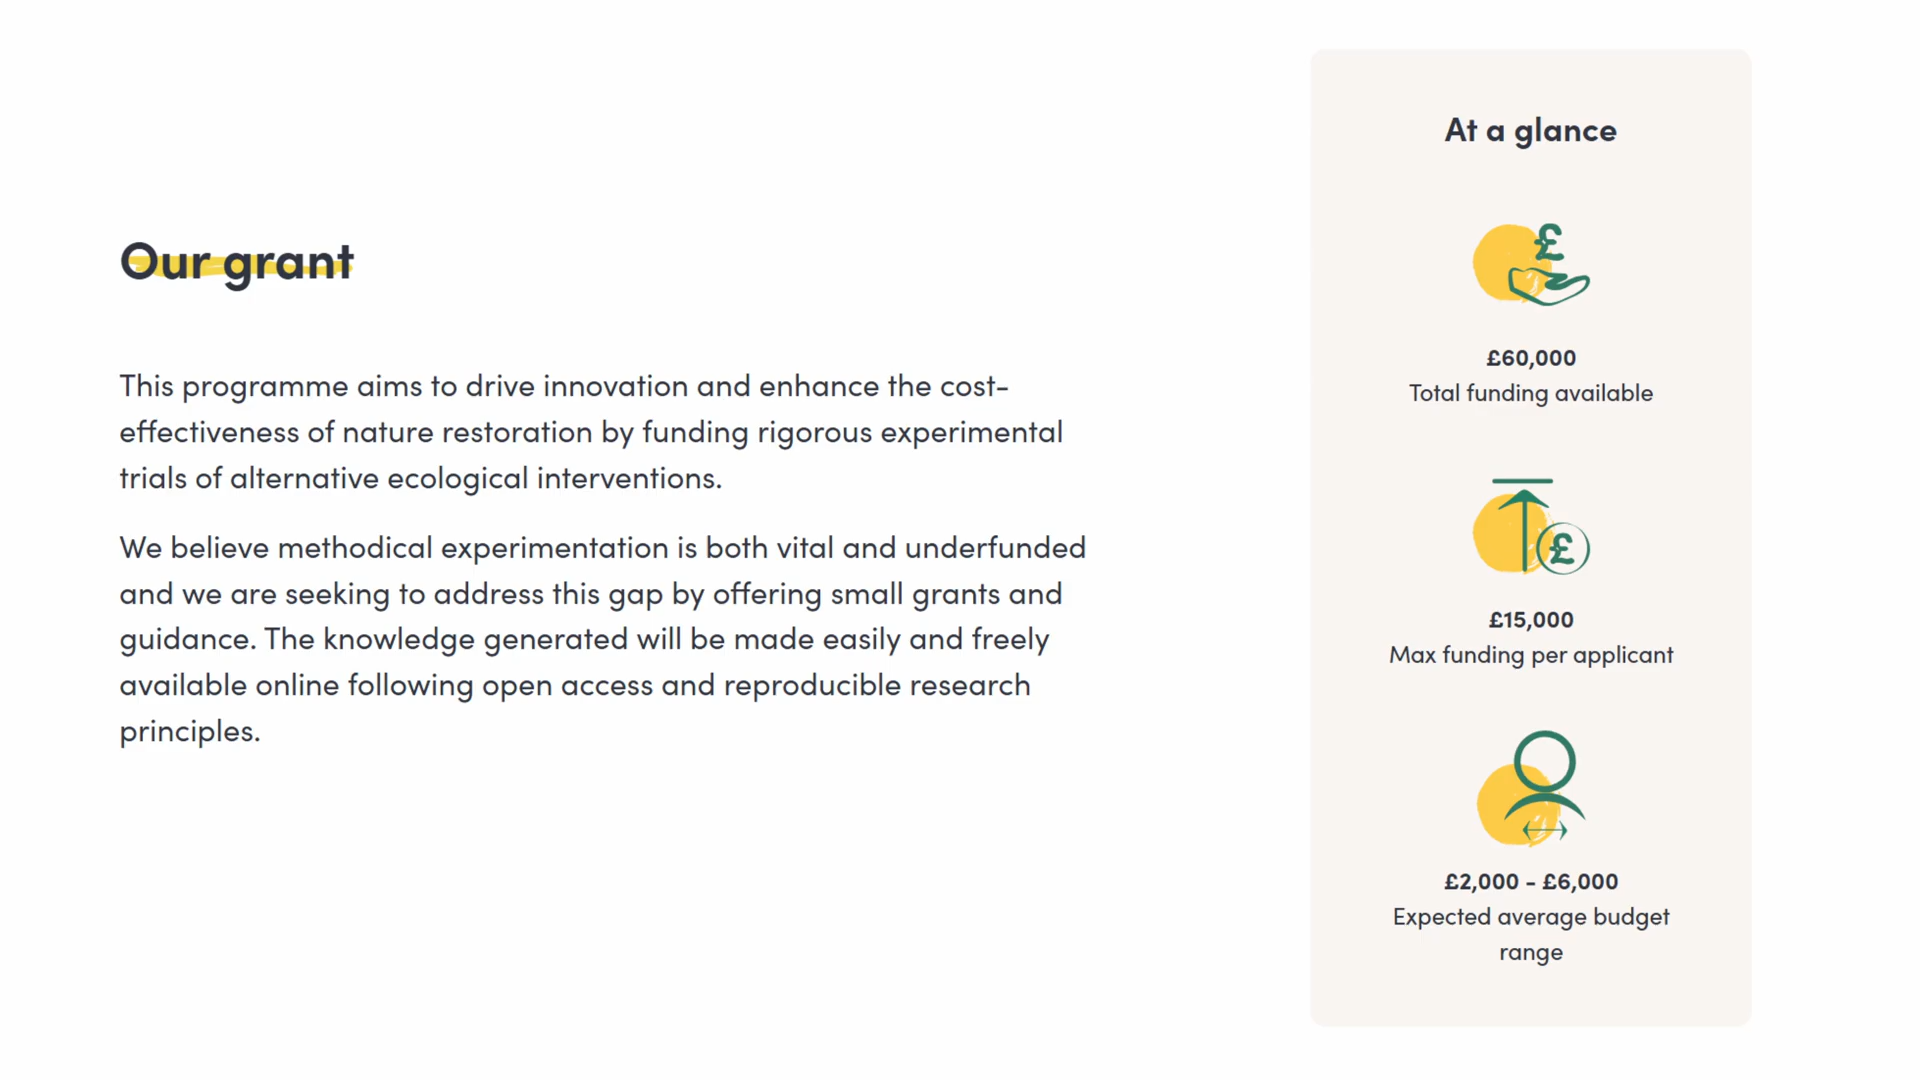 Our grant
This programme aims to drive innovation and enhance the cost-
effectiveness of nature restoration by funding rigorous experimental
trials of alternative ecological interventions.
We believe methodical experimentation is both vital and underfunded
and we are seeking to address this gap by offering small grants and
guidance. The knowledge generated will be made easily and freely
available online following open access and reproducible research
principles.
At a glance
£
£60,000
Total funding available
£
£15,000
Max funding per applicant
£2,000 - £6,000
Expected average budget
range